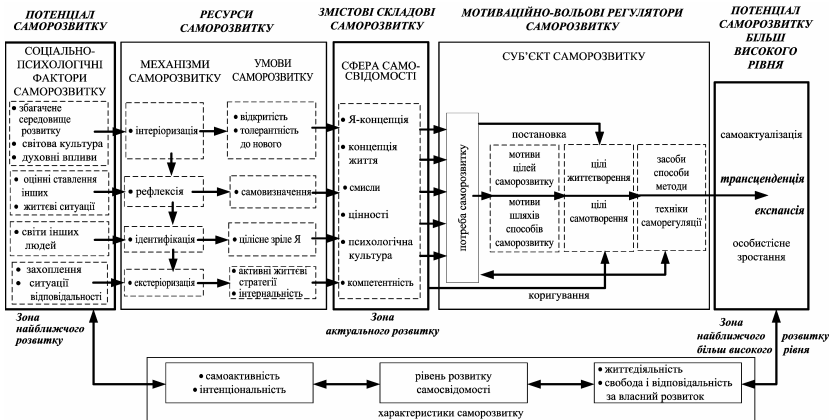 ПОТЕНЦІАЛ
САМОРОЗВИТКУ
РЕСУРСИ
САМОРОЗВИТКУ
ЗМІСТОВІ СКЛАДОВІ
САМОРОЗВИТКУ
МОТИВАЦІЙНО-ВОЛЬОВІ РЕГУЛЯТОРИ
САМОРОЗВИТКУ
ПОТЕНЦІАЛ
САМОРОЗВИТКУ
БІЛЬШ
ВИСОКОГО
РІВНЯ
СОЦІАЛЬНО-
ПСИХОЛОГІЧНІ
ФАКТОРИ
САМОРОЗВИТКУ
• збагачене
середовище
розвитку
• світова культура
• духовні впливи
• оцінні ставлення
інших
• життєві ситуації
• світи інших
людей
• захоплення
• ситуації
відповідальності
Зона
найближчого
розвитку
МЕХАНІЗМИ
САМОРОЗВИТКУ
• інтеріоризація
• рефлексія
• ідентифікація
• екстеріоризація
УМОВИ
САМОРОЗВИТКУ
• відкритість
• толерантність
до нового
• самовизначення
• цілісне зріле Я
• активні життєві
стратегії
• інтернальність
СФЕРА САМО-
СВІДОМОСТІ
• Я-концепція
• концепція
життя
• смисли
• цінності
• психологічна
культура
• компетентність
Зона
актуального розвитку
СУБ'ЄКТ САМОРОЗВИТКУ
потреба саморозвитку
постановка
мотиви
цілей
саморозвитку
мотиви
шляхів
способів
саморозвитку
цілі
життєтворення
цілі
самотворення
засоби
способи
методи
техніки
саморегуляції
коригування
самоактуалізація
трансценденція
експансія
особистісне
зростання
Зона
найближчого розвитку
більш високого рівня
• самоактивність
• інтенціональність
рівень розвитку
самосвідомості
• життєдіяльність
• свобода і відповідальність
за власний розвиток
характеристики саморозвитку